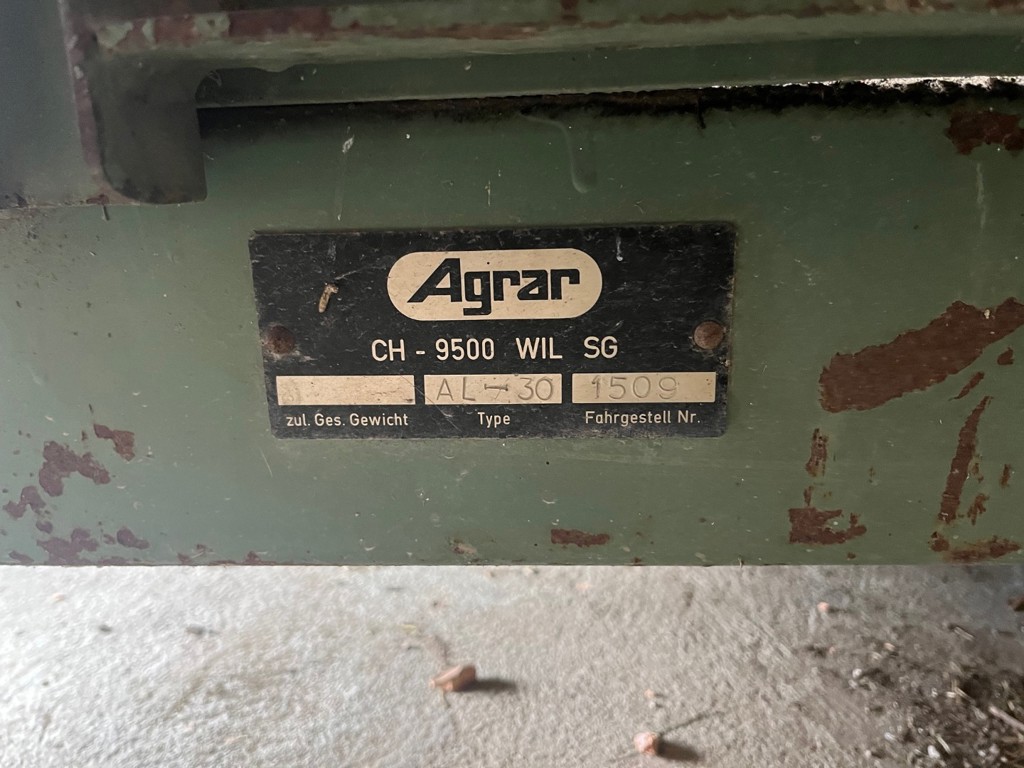 Agrar
CH - 9500 WIL SG
AL - 30 1509
zul. Ges. Gewicht Type Fahrgestell Nr.